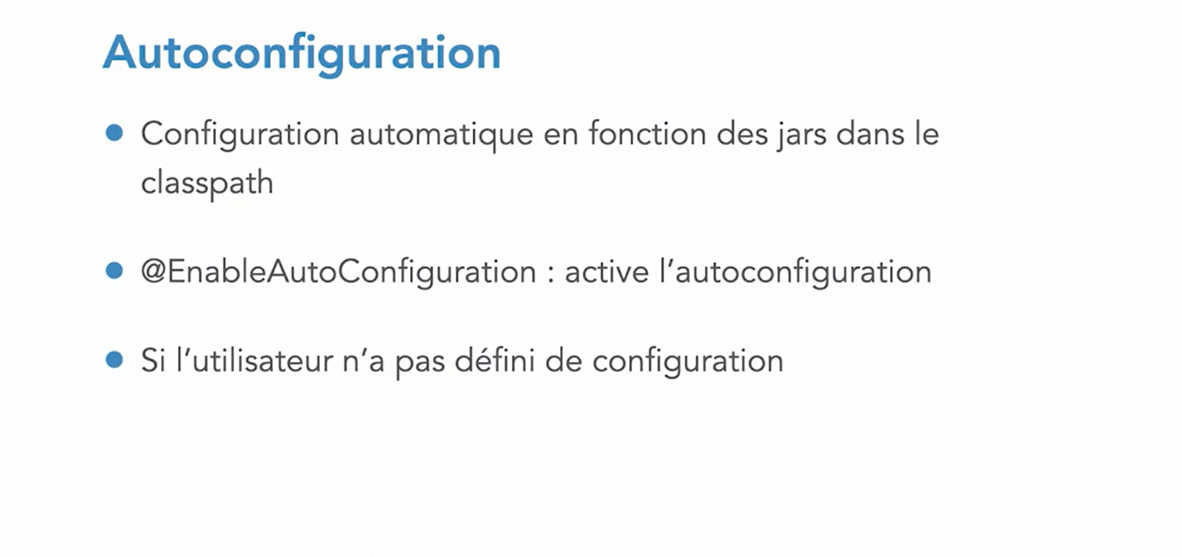 Autoconfiguration
Configuration automatique en fonction des jars dans le
classpath
@EnableAutoConfiguration : active l’autoconfiguration
Si l’utilisateur n’a pas défini de configuration